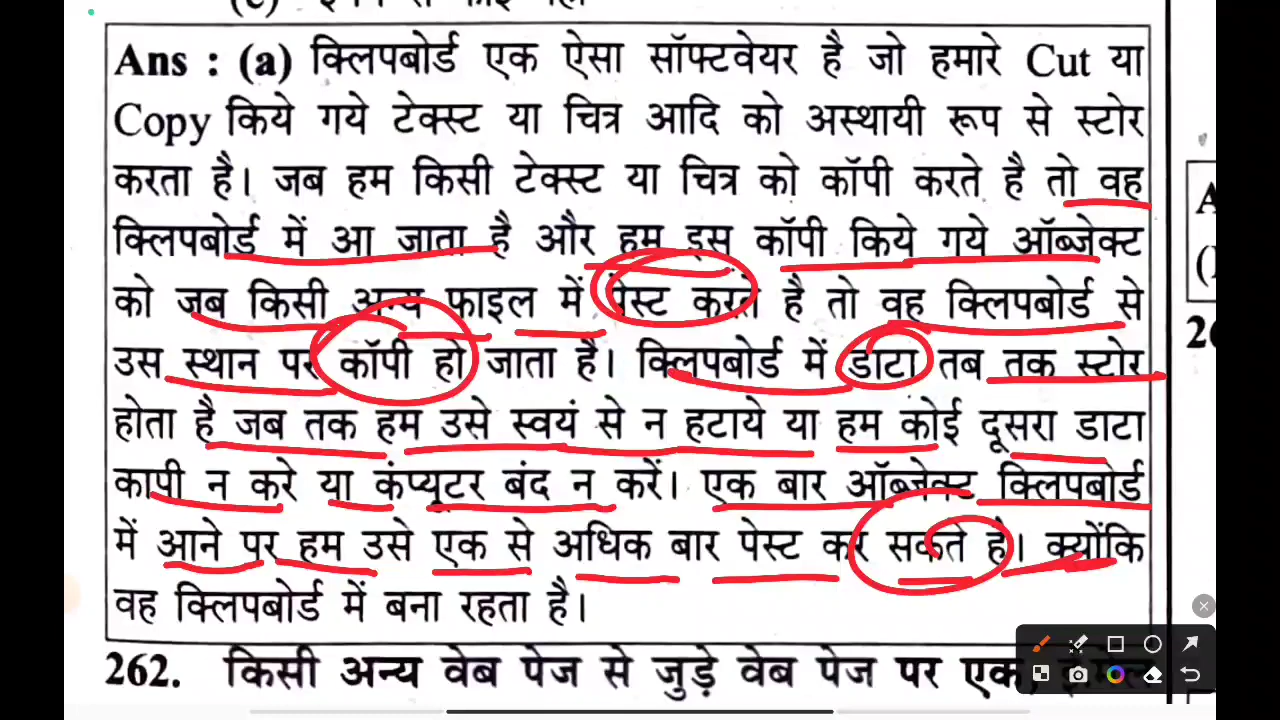 Ans : (a) क्लिपबोर्ड एक ऐसा सॉफ्टवेयर है जो हमारे Cut या
Copy किये गये टेक्स्ट या चित्र आदि को अस्थायी रूप से स्टोर
करता है। जब हम किसी टेक्स्ट या चित्र को कॉपी करते है तो वह
क्लिपबोर्ड में आ जाता है और हम इस कॉपी किये गये ऑब्जेक्ट
को जब किसी अन्य फाइल में पेस्ट करते है तो वह क्लिपबोर्ड से
उस स्थान पर कॉपी हो जाता है। क्लिपबोर्ड में डाटा तब तक स्टोर
होता है जब तक हम उसे स्वयं से न हटाये या हम कोई दूसरा डाटा
कापी न करे या कंप्यूटर बंद न करें। एक बार ऑब्जेक्ट क्लिपबोर्ड
में आने पर हम उसे एक से अधिक बार पेस्ट कर सकते है। क्योंकि
वह क्लिपबोर्ड में बना रहता है।
262. किसी अन्य वेब पेज से जुड़े वेब पेज पर एक,